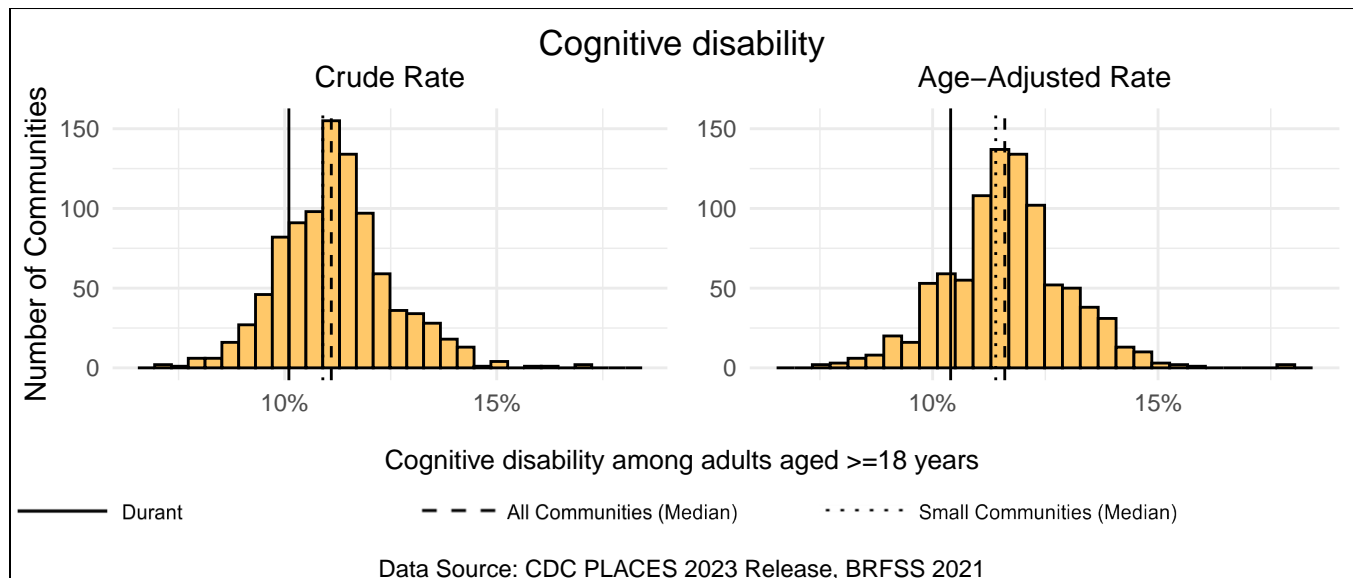 Cognitive disability
Crude Rate
Age−Adjusted Rate
Number of Communities
150
100
50
0
10%
15%
150
100
50
0
10%
15%
Cognitive disability among adults aged >=18 years
Durant
All Communities (Median)
Small Communities (Median)
Data Source: CDC PLACES 2023 Release, BRFSS 2021